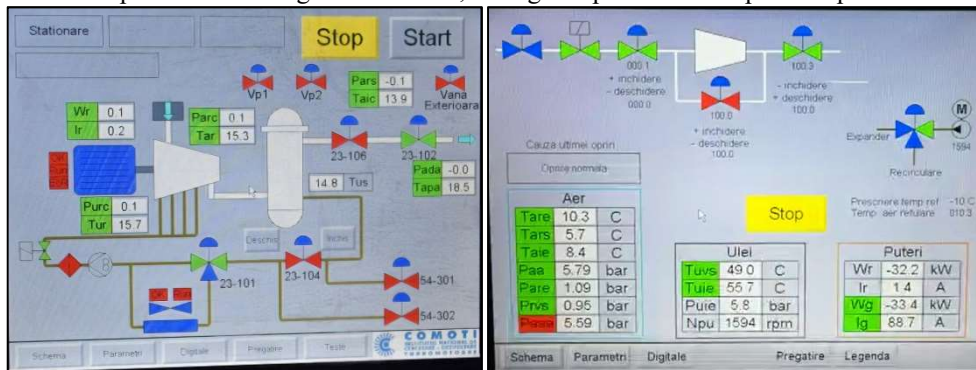 Stationare
Stop
Start
Vp1
Vp2
Pars -0.1
Taic 13.9
Vana
Exterioara
Wr 0.1
Ir 0.2
Parc 0.1
Tar 15.3
23-106
23-102
Pada -0.0
Tapa 18.5
14.8 Tus
Purc 0.1
Tur 15.7
Deschis
Inchis
23-101
23-104
54-301
54-302
COMOTI
Schema
Parametri
Digitale
Pregatire
Teste
000.1
+ inchidere
- deschidere
000.0
100.3
- inchidere
+ deschidere
100.0
100.0
+ inchidere
- deschidere
100.0
M
1594
Expander
Recirculare
Cauza ultimei opriri
Oprire normala
Stop
Prescriere temp ref -10 C
Temp. aer refulare 010.3
Aer
Tare 10.3 C
Tars 5.7 C
Taie 8.4 C
Paa 5.79 bar
Pare 1.09 bar
Prvs 0.95 bar
5.59 bar
Ulei
Tuvs 49.0 C
Tuie 55.7 C
Puie 5.8 bar
Npu 1594 rpm
Puteri
Wr -32.2 kW
Ir 1.4 A
Wg -33.4 kW
Ig 88.7 A
Schema Parametri Digitale Pregatire Legenda